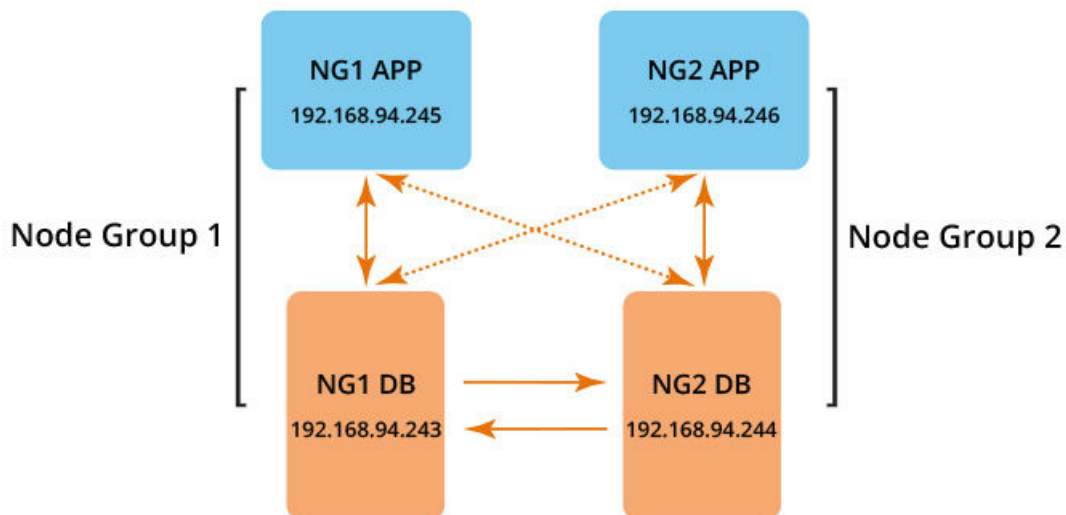 NG1 APP
192.168.94.245
NG2 APP
192.168.94.246
Node Group 1
Node Group 2
NG1 DB
192.168.94.243
NG2 DB
192.168.94.244